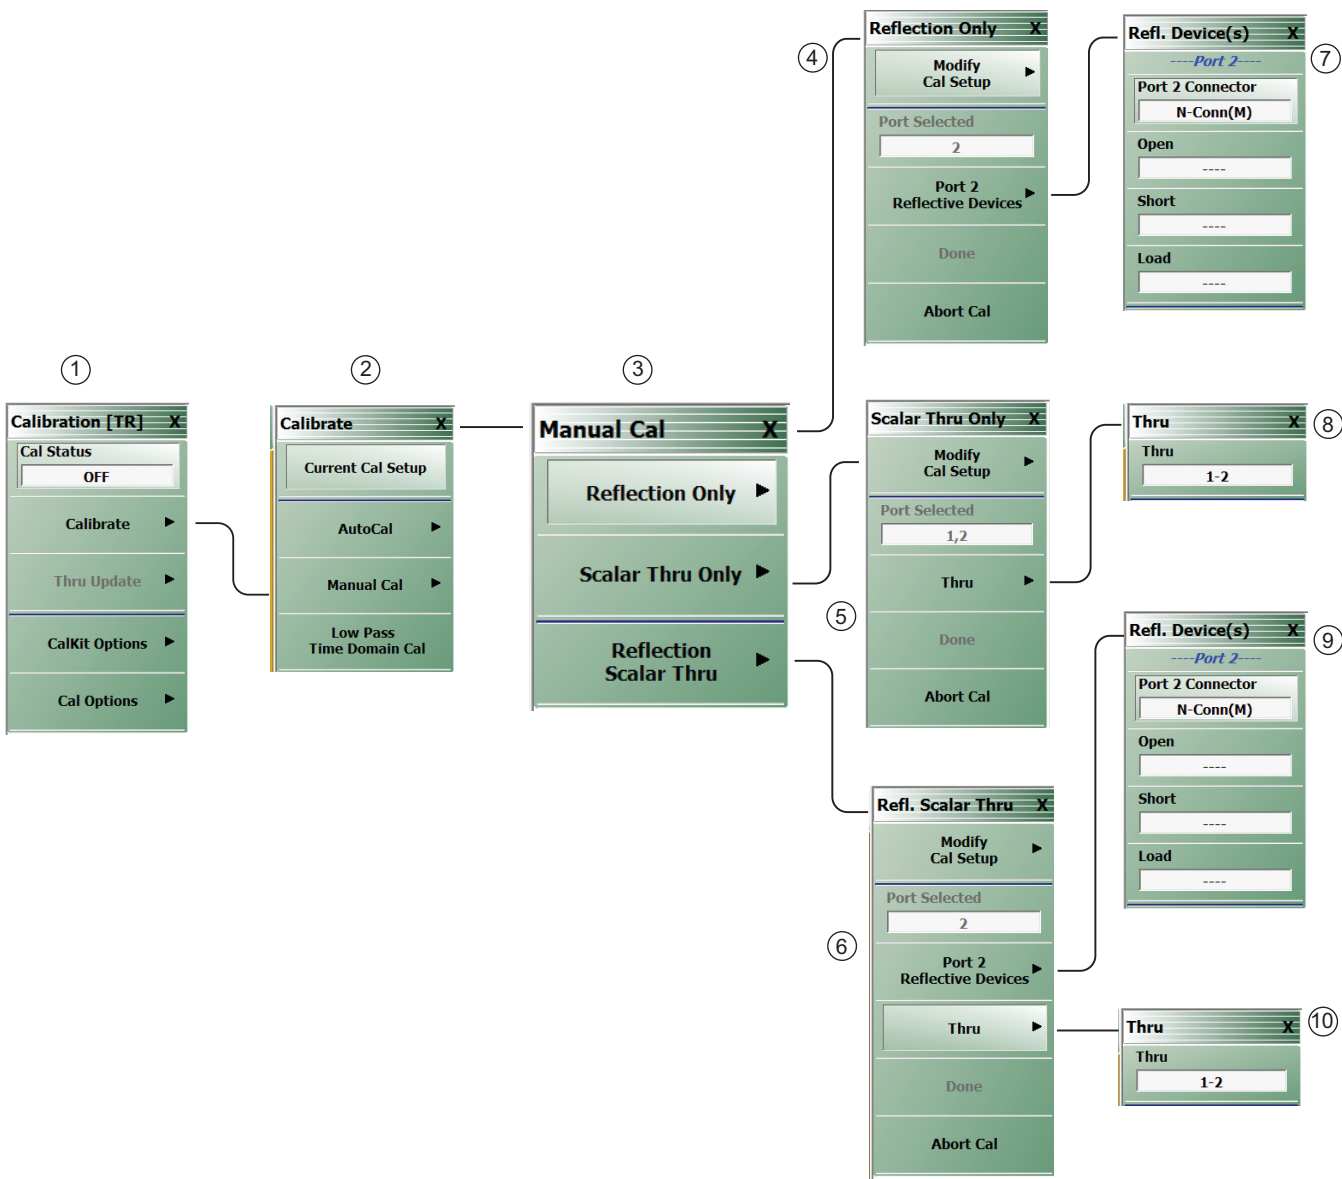 1
Calibration [TR] X
Cal Status
OFF
Calibrate
Thru Update
CalKit Options
Cal Options
2
Calibrate X
Current Cal Setup
AutoCal
Manual Cal
Low Pass
Time Domain Cal
3
Manual Cal X
Reflection Only
Scalar Thru Only
Reflection
Scalar Thru
4
Reflection Only X
Modify
Cal Setup
Port Selected
2
Port 2
Reflective Devices
Done
Abort Cal
5
Scalar Thru Only X
Modify
Cal Setup
Port Selected
1,2
Thru
Done
Abort Cal
6
Refl. Scalar Thru X
Modify
Cal Setup
Port Selected
2
Port 2
Reflective Devices
Thru
Done
Abort Cal
7
Refl. Device(s) X
----Port 2----
Port 2 Connector
N-Conn(M)
Open
----
Short
----
Load
----
8
Thru X
Thru
1-2
9
Refl. Device(s) X
----Port 2----
Port 2 Connector
N-Conn(M)
Open
----
Short
----
Load
----
10
Thru X
Thru
1-2